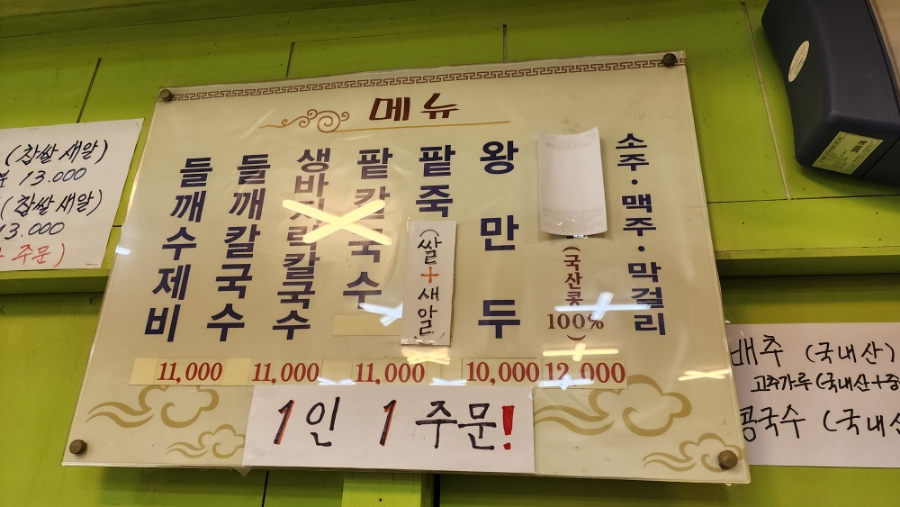 메뉴
들깨수제비
들깨칼국수
생바지락칼국수
팥칼국수
팥죽
(쌀+새알)
왕만두
(국산콩 100%)
소주·맥주·막걸리
11,000
11,000
11,000
10,000
12,000
1인 1 주문!
(찹쌀 새알)
13.000
(찹쌀 새알)
13.000
주문)
배추 (국내산)
고추가루 (국내산+중
콩국수 (국내산